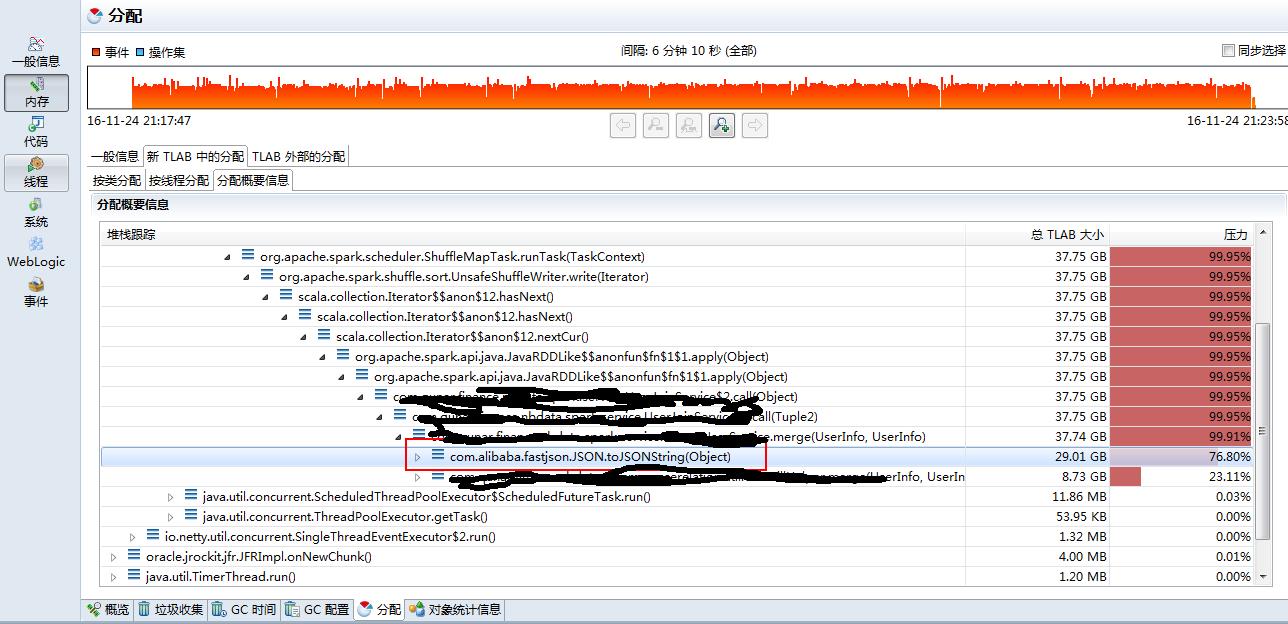 分配
事件 操作集 间隔: 6 分钟 10 秒 (全部) 同步选择
一般信息
内存
代码
线程
系统
WebLogic
事件
16-11-24 21:17:47 16-11-24 21:23:58
一般信息 新 TLAB 中的分配 TLAB 外部的分配
按类分配 按线程分配 分配概要信息
分配概要信息
堆栈跟踪 总 TLAB 大小 压力
org.apache.spark.scheduler.ShuffleMapTask.runTask(TaskContext) 37.75 GB 99.95%
org.apache.spark.shuffle.sort.UnsafeShuffleWriter.write(Iterator) 37.75 GB 99.95%
scala.collection.Iterator$$anon$12.hasNext() 37.75 GB 99.95%
scala.collection.Iterator$$anon$12.hasNext() 37.75 GB 99.95%
scala.collection.Iterator$$anon$12.nextCur() 37.75 GB 99.95%
org.apache.spark.api.java.JavaRDDLike$$anonfun$fn$1$1.apply(Object) 37.75 GB 99.95%
org.apache.spark.api.java.JavaRDDLike$$anonfun$fn$1$1.apply(Object) 37.75 GB 99.95%
$2.call(Object) 37.75 GB 99.95%
call(Tuple2) 37.75 GB 99.95%
.merge(UserInfo, UserInfo) 37.74 GB 99.91%
com.alibaba.fastjson.JSON.toJSONString(Object) 29.01 GB 76.80%
.merge(UserInfo, UserIn 8.73 GB 23.11%
java.util.concurrent.ScheduledThreadPoolExecutor$ScheduledFutureTask.run() 11.86 MB 0.03%
java.util.concurrent.ThreadPoolExecutor.getTask() 53.95 KB 0.00%
io.netty.util.concurrent.SingleThreadEventExecutor$2.run() 1.32 MB 0.00%
oracle.jrockit.jfr.JFRImpl.onNewChunk() 4.00 MB 0.01%
java.util.TimerThread.run() 1.20 MB 0.00%
概览 垃圾收集 GC 时间 GC 配置 分配 对象统计信息